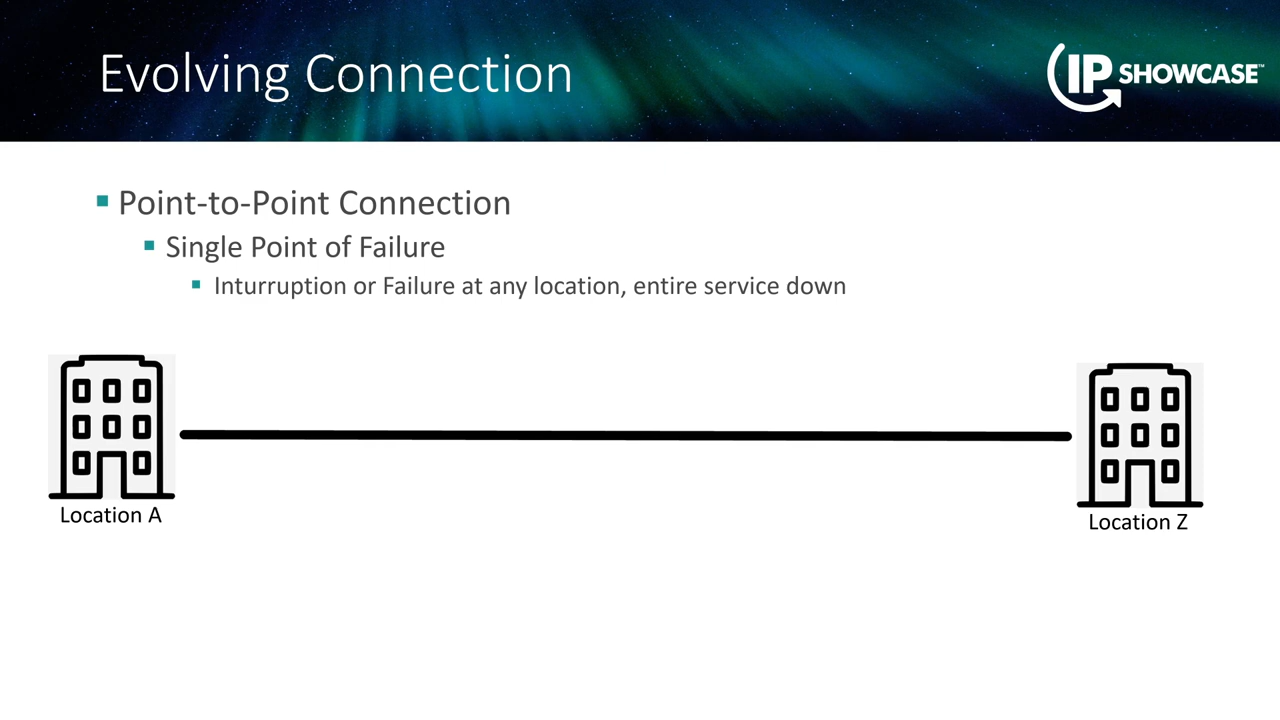 Evolving Connection
IP SHOWCASE™
Point-to-Point Connection
Single Point of Failure
Inturruption or Failure at any location, entire service down
Location A
Location Z